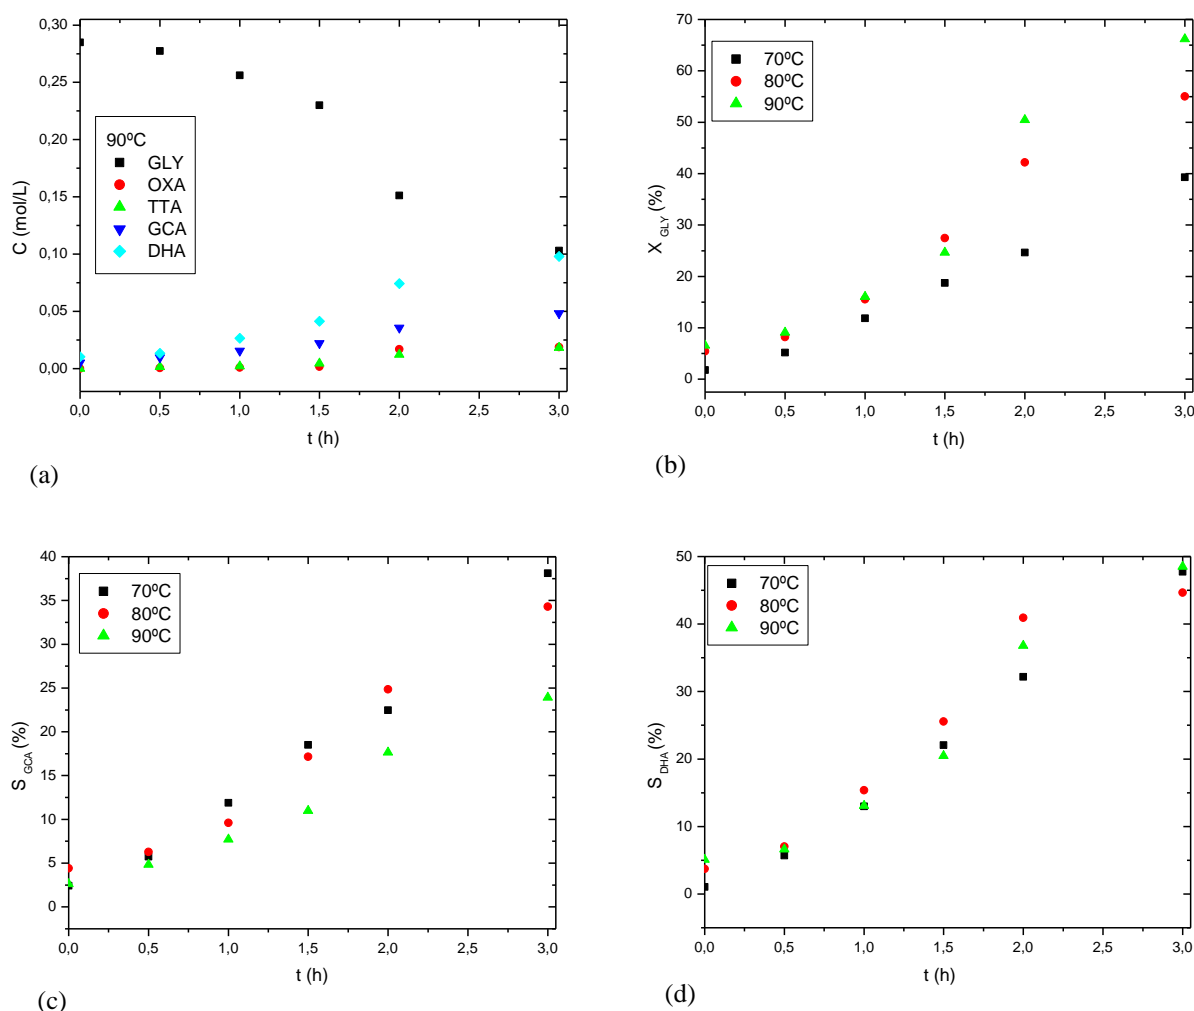 0,30
0,25
0,20
0,15
0,10
0,05
0,00
C (mol/L)
90ºC
GLY
OXA
TTA
GCA
DHA
0,0 0,5 1,0 1,5 2,0 2,5 3,0
t (h)
(a)
70
60
50
40
30
20
10
0
X GLY (%)
70ºC
80ºC
90ºC
0,0 0,5 1,0 1,5 2,0 2,5 3,0
t (h)
(b)
40
35
30
25
20
15
10
5
0
S GCA (%)
70ºC
80ºC
90ºC
0,0 0,5 1,0 1,5 2,0 2,5 3,0
t (h)
(c)
50
40
30
20
10
0
S DHA (%)
70ºC
80ºC
90ºC
0,0 0,5 1,0 1,5 2,0 2,5 3,0
t (h)
(d)